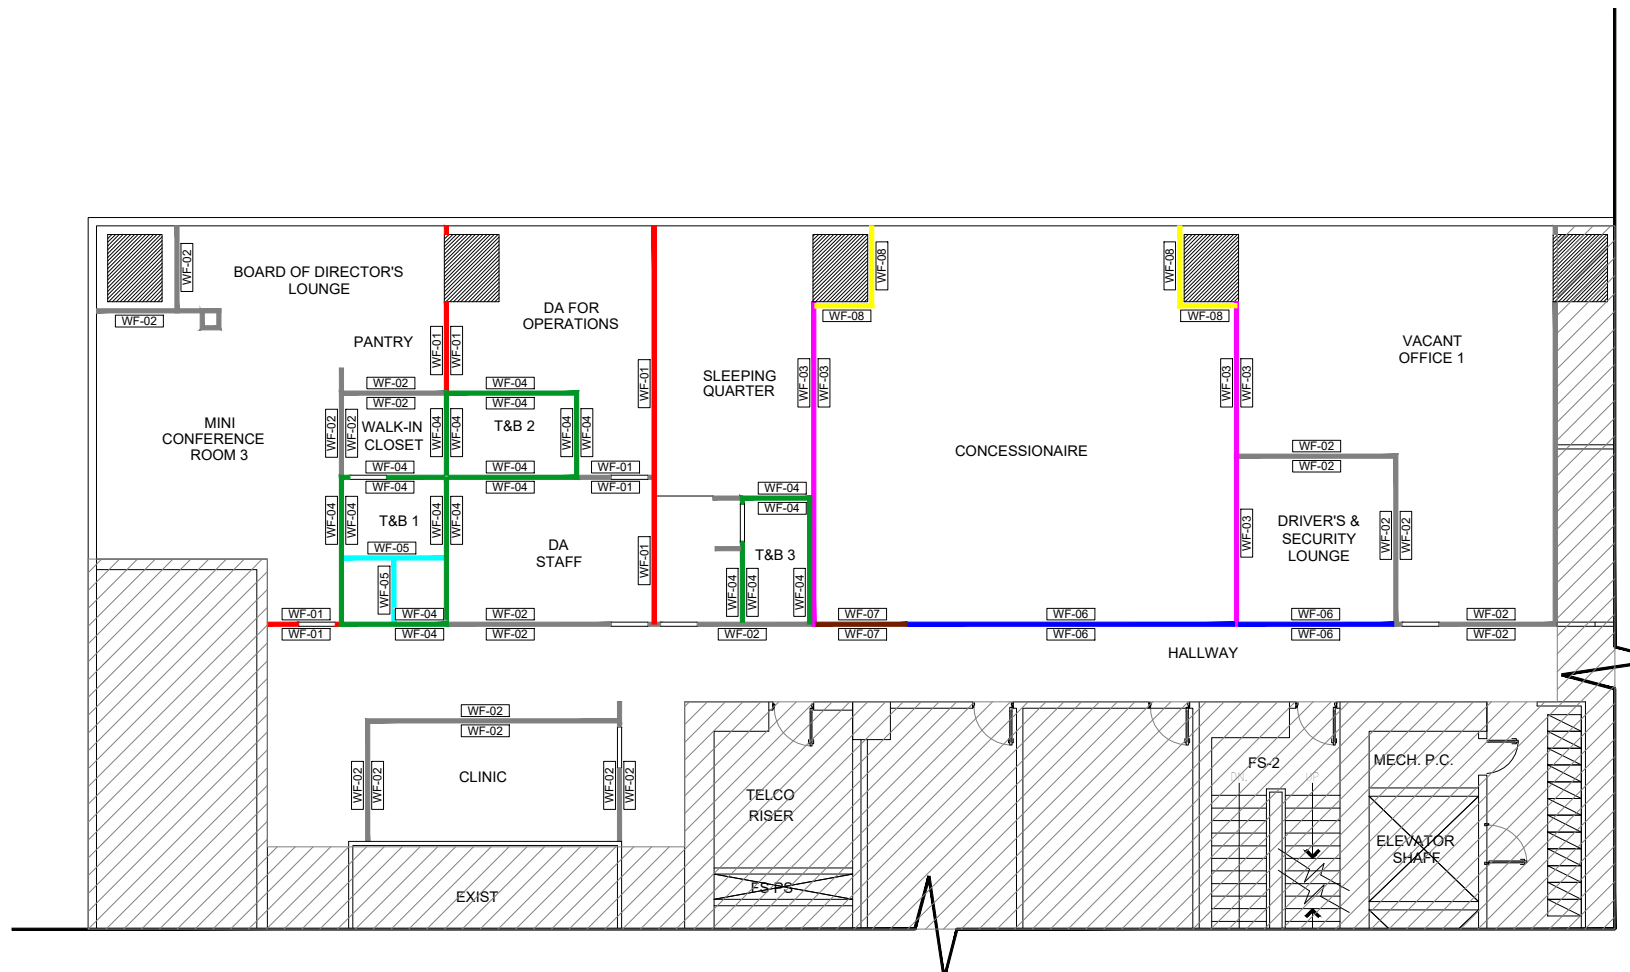 WF-02
BOARD OF DIRECTOR'S
LOUNGE
WF-02
DA FOR
OPERATIONS
WF-08
WF-08
WF-08
WF-08
PANTRY
WF-01
WF-01
WF-01
VACANT
OFFICE 1
SLEEPING
QUARTER
WF-03
WF-03
WF-03
WF-03
WF-02
WF-02
WF-04
WF-04
MINI
CONFERENCE
ROOM 3
WF-02
WF-02
WALK-IN
CLOSET
WF-04
WF-04
T&B 2
WF-04
WF-04
CONCESSIONAIRE
WF-02
WF-02
WF-04
WF-04
WF-04
WF-04
WF-01
WF-01
WF-04
WF-04
WF-04
WF-04
T&B 1
WF-04
WF-04
WF-05
WF-05
DA
STAFF
WF-01
T&B 3
WF-04
WF-04
WF-04
WF-03
DRIVER'S &
SECURITY
LOUNGE
WF-02
WF-02
WF-01
WF-01
WF-04
WF-04
WF-02
WF-02
WF-02
WF-07
WF-07
WF-06
WF-06
WF-06
WF-06
WF-02
WF-02
HALLWAY
WF-02
WF-02
WF-02
WF-02
CLINIC
WF-02
WF-02
TELCO
RISER
FS-2
DN.
UP
MECH. P.C.
ELEVATOR
SHAFF
FS PS
EXIST